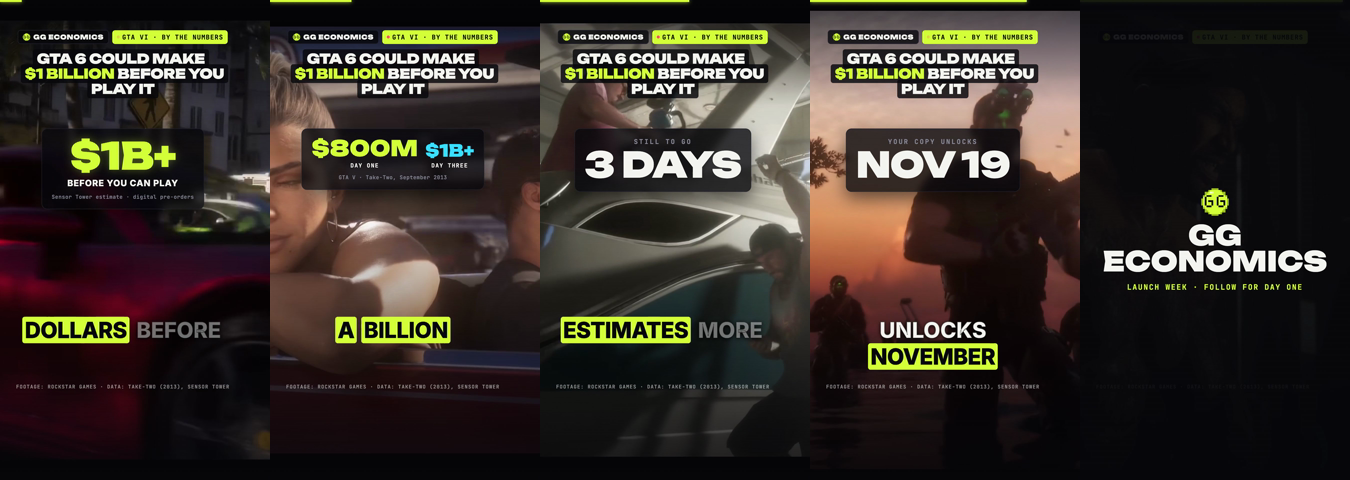 GG ECONOMICS
GTA VI · BY THE NUMBERS
GTA 6 COULD MAKE
$1 BILLION BEFORE YOU
PLAY IT
$1B+
BEFORE YOU CAN PLAY
Sensor Tower estimate · digital pre-orders
DOLLARS BEFORE
FOOTAGE: ROCKSTAR GAMES · DATA: TAKE-TWO (2013), SENSOR TOWER
GG ECONOMICS
GTA VI · BY THE NUMBERS
GTA 6 COULD MAKE
$1 BILLION BEFORE YOU
PLAY IT
$800M
DAY ONE
$1B+
DAY THREE
GTA V · Take-Two, September 2013
A BILLION
FOOTAGE: ROCKSTAR GAMES · DATA: TAKE-TWO (2013), SENSOR TOWER
GG ECONOMICS
GTA VI · BY THE NUMBERS
GTA 6 COULD MAKE
$1 BILLION BEFORE YOU
PLAY IT
STILL TO GO
3 DAYS
ESTIMATES MORE
FOOTAGE: ROCKSTAR GAMES · DATA: TAKE-TWO (2013), SENSOR TOWER
GG ECONOMICS
GTA VI · BY THE NUMBERS
GTA 6 COULD MAKE
$1 BILLION BEFORE YOU
PLAY IT
YOUR COPY UNLOCKS
NOV 19
UNLOCKS
NOVEMBER
FOOTAGE: ROCKSTAR GAMES · DATA: TAKE-TWO (2013), SENSOR TOWER
GG ECONOMICS
GTA VI · BY THE NUMBERS
GG
GG
ECONOMICS
LAUNCH WEEK · FOLLOW FOR DAY ONE